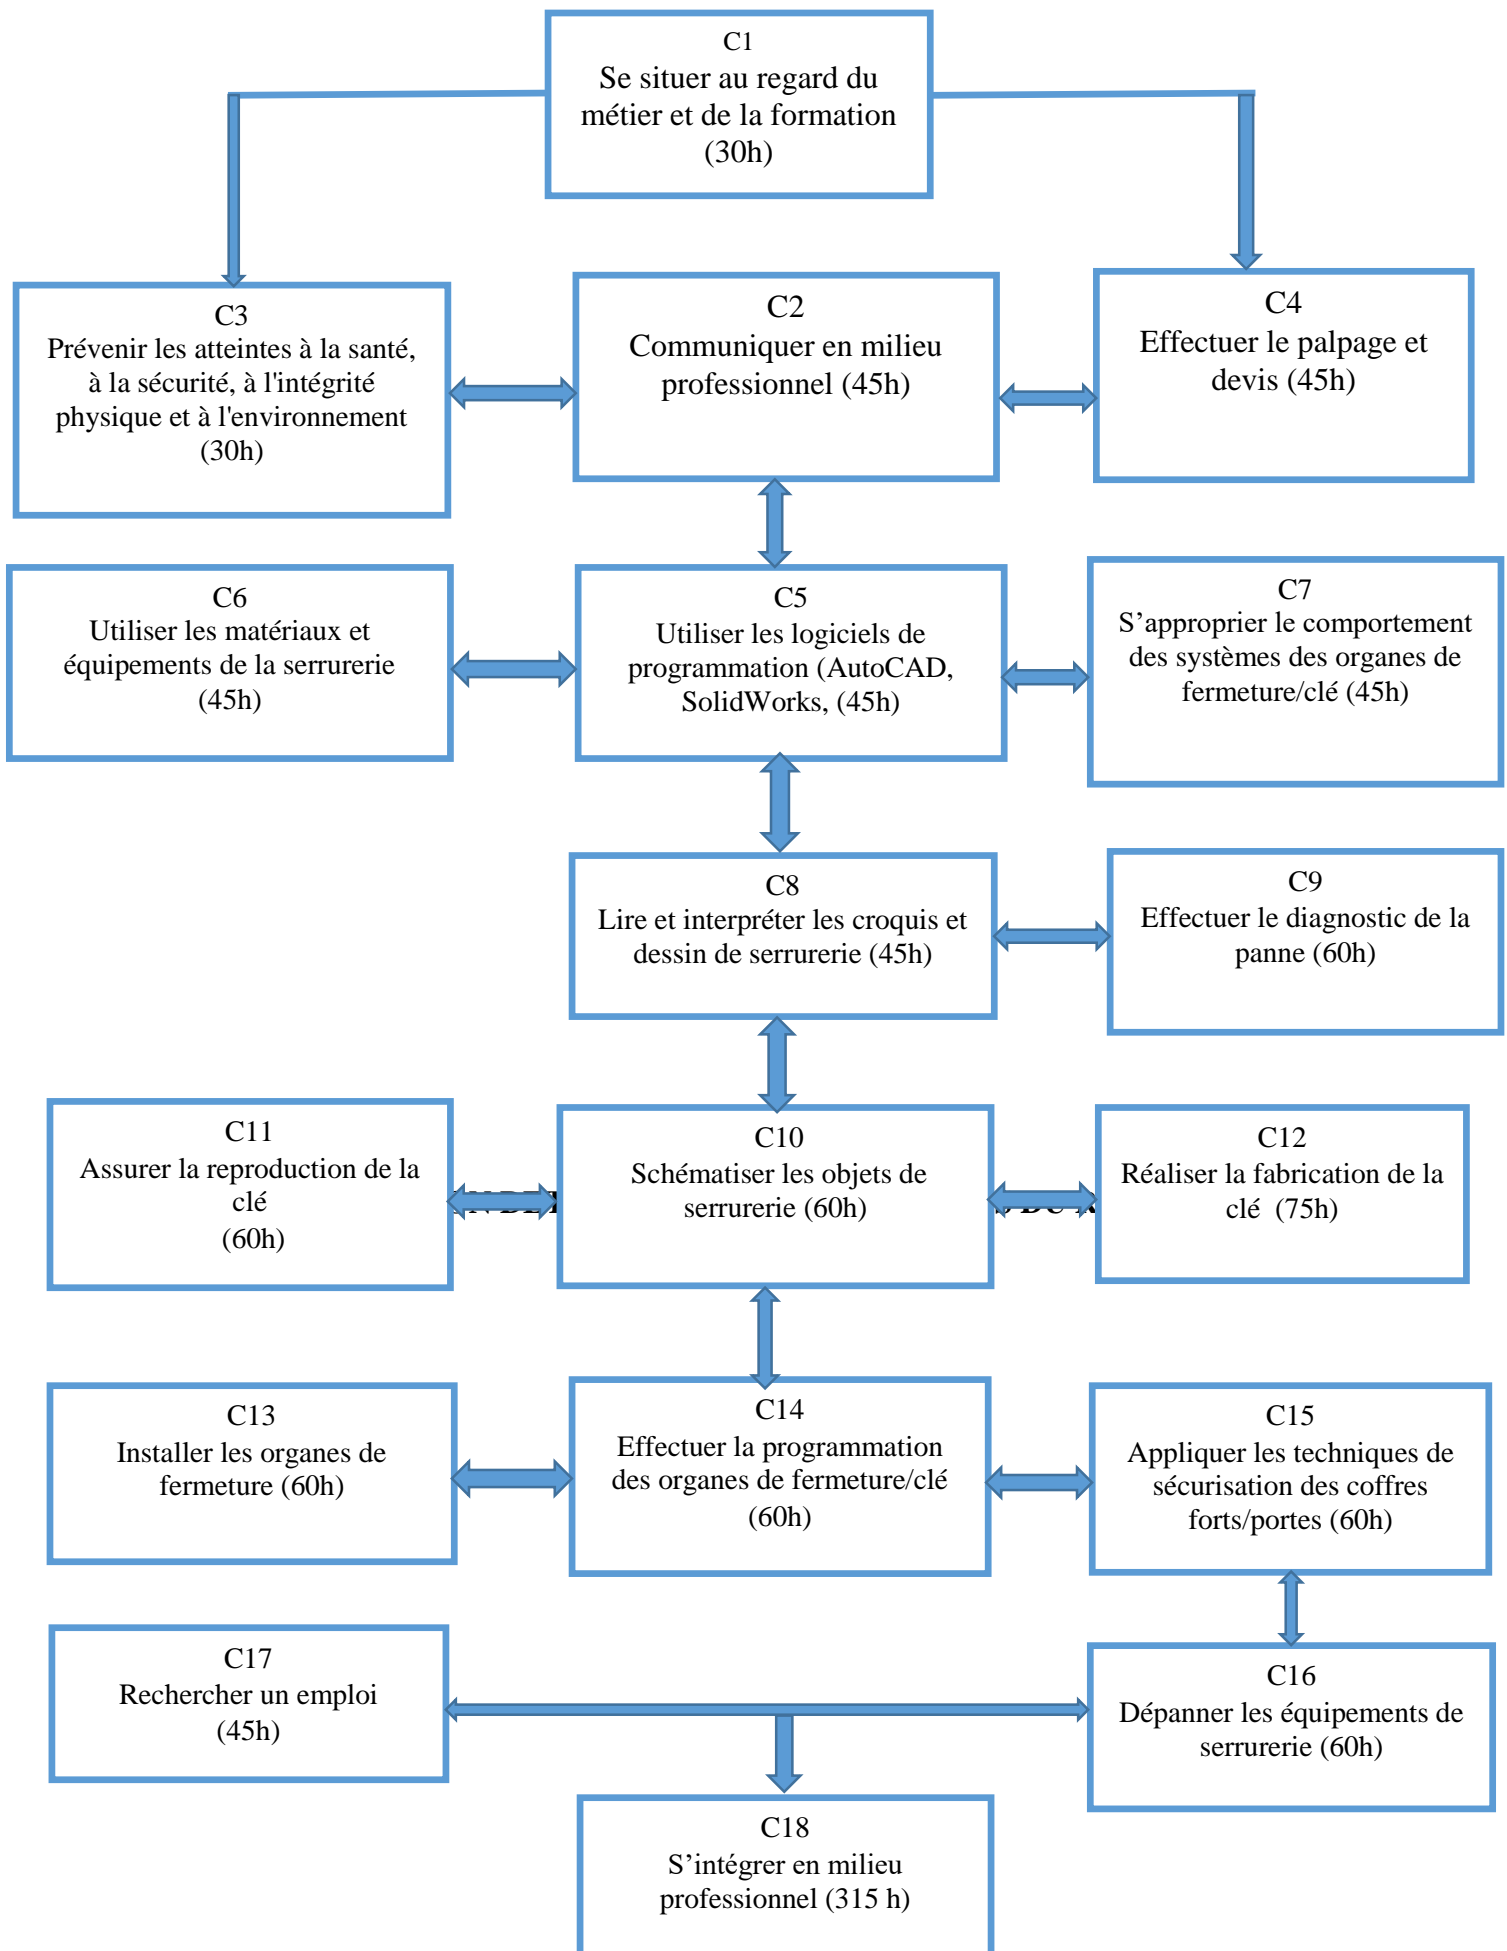 C1
Se situer au regard du
métier et de la formation
(30h)
C3
Prévenir les atteintes à la santé,
à la sécurité, à l'intégrité
physique et à l'environnement
(30h)
C2
Communiquer en milieu
professionnel (45h)
C4
Effectuer le palpage et
devis (45h)
C6
Utiliser les matériaux et
équipements de la serrurerie
(45h)
C5
Utiliser les logiciels de
programmation (AutoCAD,
SolidWorks, (45h)
C7
S’approprier le comportement
des systèmes des organes de
fermeture/clé (45h)
C8
Lire et interpréter les croquis et
dessin de serrurerie (45h)
C9
Effectuer le diagnostic de la
panne (60h)
C11
Assurer la reproduction de la
clé
(60h)
C10
Schématiser les objets de
serrurerie (60h)
C12
Réaliser la fabrication de la
clé  (75h)
DU
C13
Installer les organes de
fermeture (60h)
C14
Effectuer la programmation
des organes de fermeture/clé
(60h)
C15
Appliquer les techniques de
sécurisation des coffres
forts/portes (60h)
C17
Rechercher un emploi
(45h)
C16
Dépanner les équipements de
serrurerie (60h)
C18
S’intégrer en milieu
professionnel (315 h)